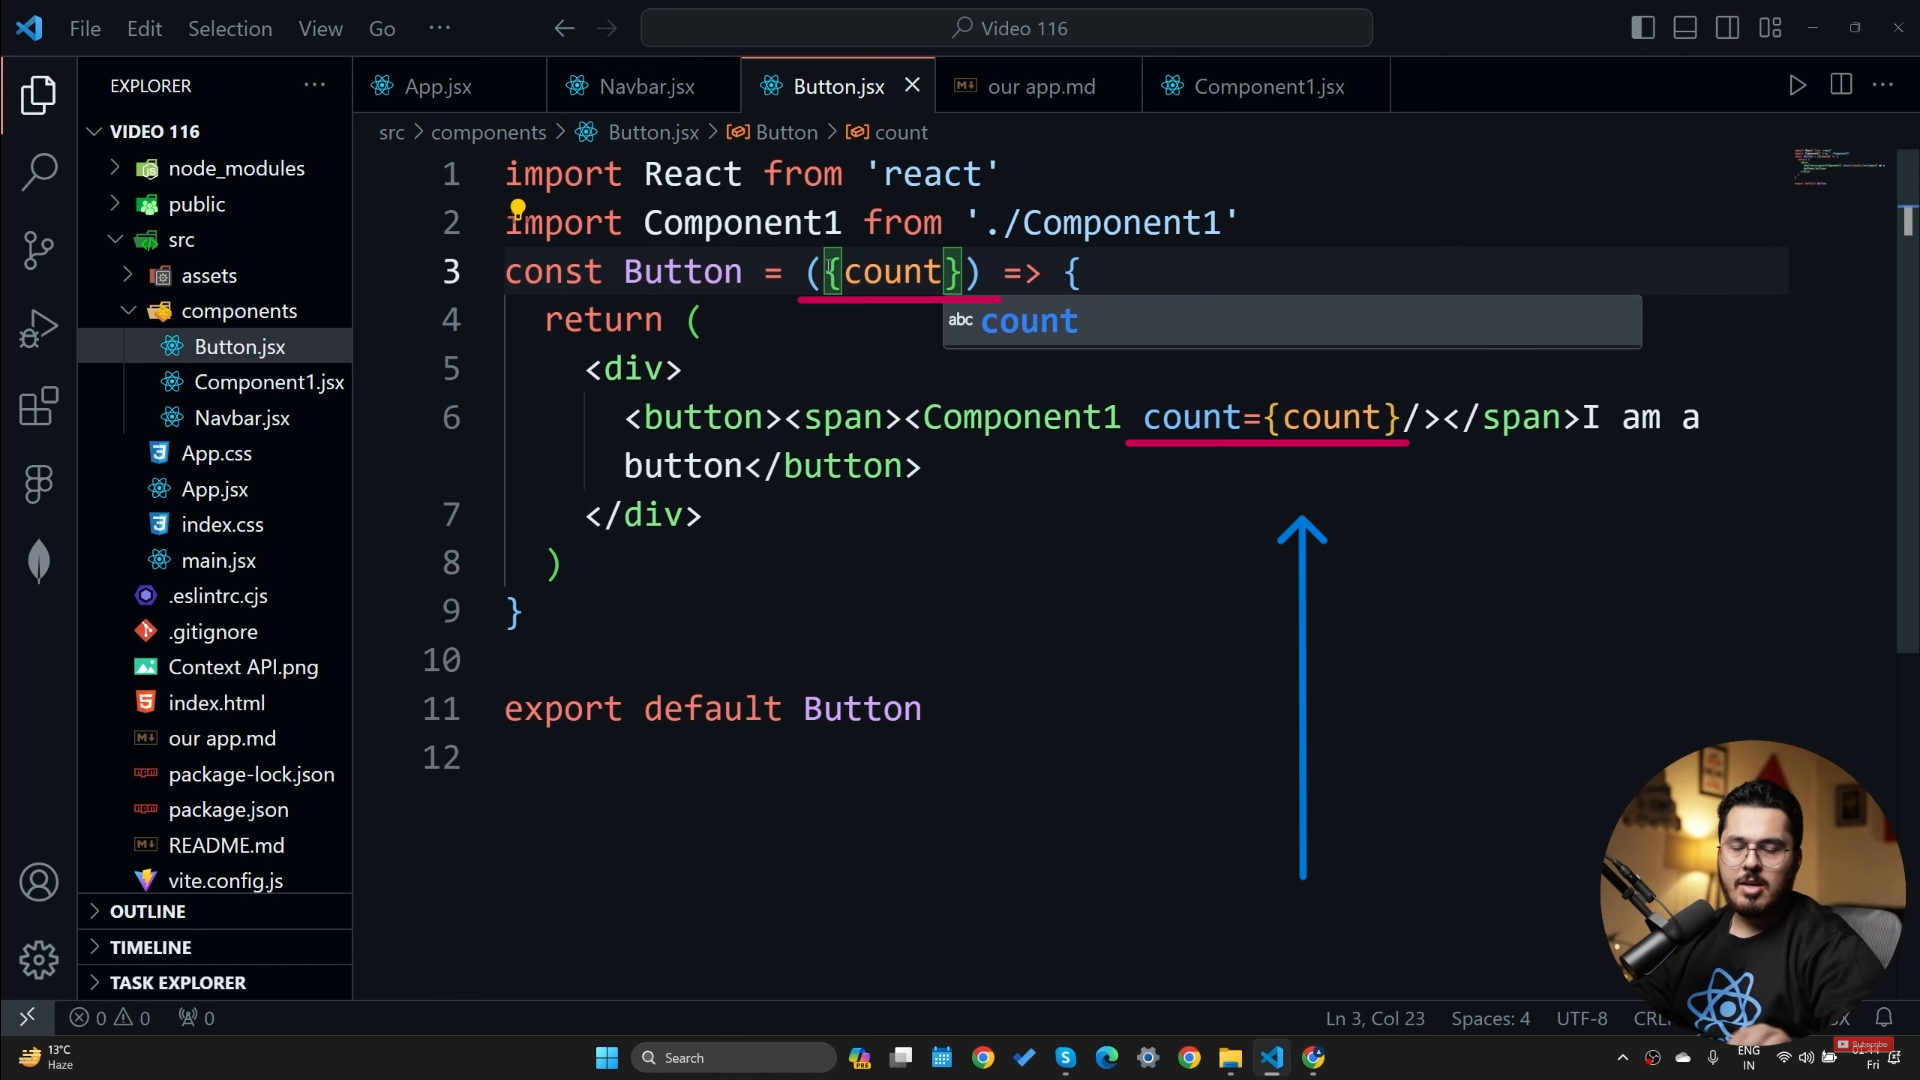 File Edit Selection View Go ···
Video 116
EXPLORER ···
App.jsx
Navbar.jsx
Button.jsx
our app.md
Component1.jsx
VIDEO 116
src > components > Button.jsx > Button > count
node_modules
public
src
assets
components
Button.jsx
Component1.jsx
Navbar.jsx
App.css
App.jsx
index.css
main.jsx
.eslintrc.cjs
.gitignore
Context API.png
index.html
our app.md
package-lock.json
package.json
README.md
vite.config.js
OUTLINE
TIMELINE
TASK EXPLORER
1 import React from 'react'
2 import Component1 from './Component1'
3 const Button = ({count}) => {
abc count
4 return (
5 <div>
6 <button><span><Component1 count={count}/></span>I am a
button</button>
7 </div>
8 )
9 }
10
11 export default Button
12
0 0 0
Ln 3, Col 23 Spaces: 4 UTF-8
13°C
Haze
Search
PRE
ENG
IN
Subscribe
Fri